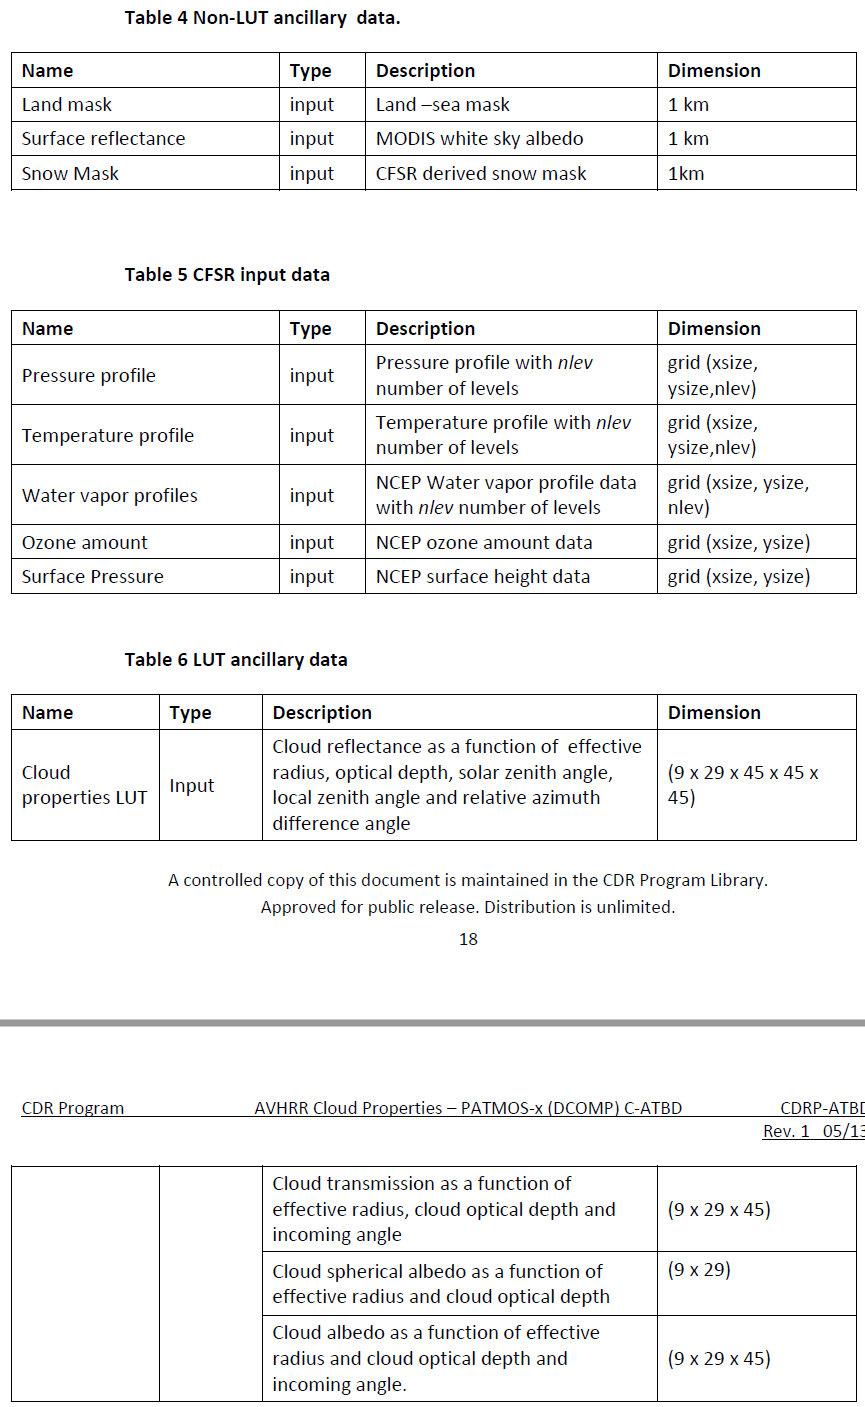 Table 4 Non-LUT ancillary  data.
Name Type Description Dimension
Land mask input Land –sea mask 1 km
Surface reflectance input MODIS white sky albedo 1 km
Snow Mask input CFSR derived snow mask 1km
Table 5 CFSR input data
Name Type Description Dimension
Pressure profile input Pressure profile with nlev
number of levels
grid (xsize,
ysize,nlev)
Temperature profile input Temperature profile with nlev
number of levels
grid (xsize,
ysize,nlev)
Water vapor profiles input NCEP Water vapor profile data
with nlev number of levels
grid (xsize, ysize,
nlev)
Ozone amount input NCEP ozone amount data grid (xsize, ysize)
Surface Pressure input NCEP surface height data grid (xsize, ysize)
Table 6 LUT ancillary data
Name Type Description Dimension
Cloud
properties LUT
Input
Cloud reflectance as a function of  effective
radius, optical depth, solar zenith angle,
local zenith angle and relative azimuth
difference angle
(9 x 29 x 45 x 45 x
45)
A controlled copy of this document is maintained in the CDR Program Library.
Approved for public release. Distribution is unlimited.
18
CDR Program AVHRR Cloud Properties – PATMOS-x (DCOMP) C-ATBD CDRP-ATBD
Rev. 1  05/13
Cloud transmission as a function of
effective radius, cloud optical depth and
incoming angle
(9 x 29 x 45)
Cloud spherical albedo as a function of
effective radius and cloud optical depth
(9 x 29)
Cloud albedo as a function of effective
radius and cloud optical depth and
incoming angle.
(9 x 29 x 45)